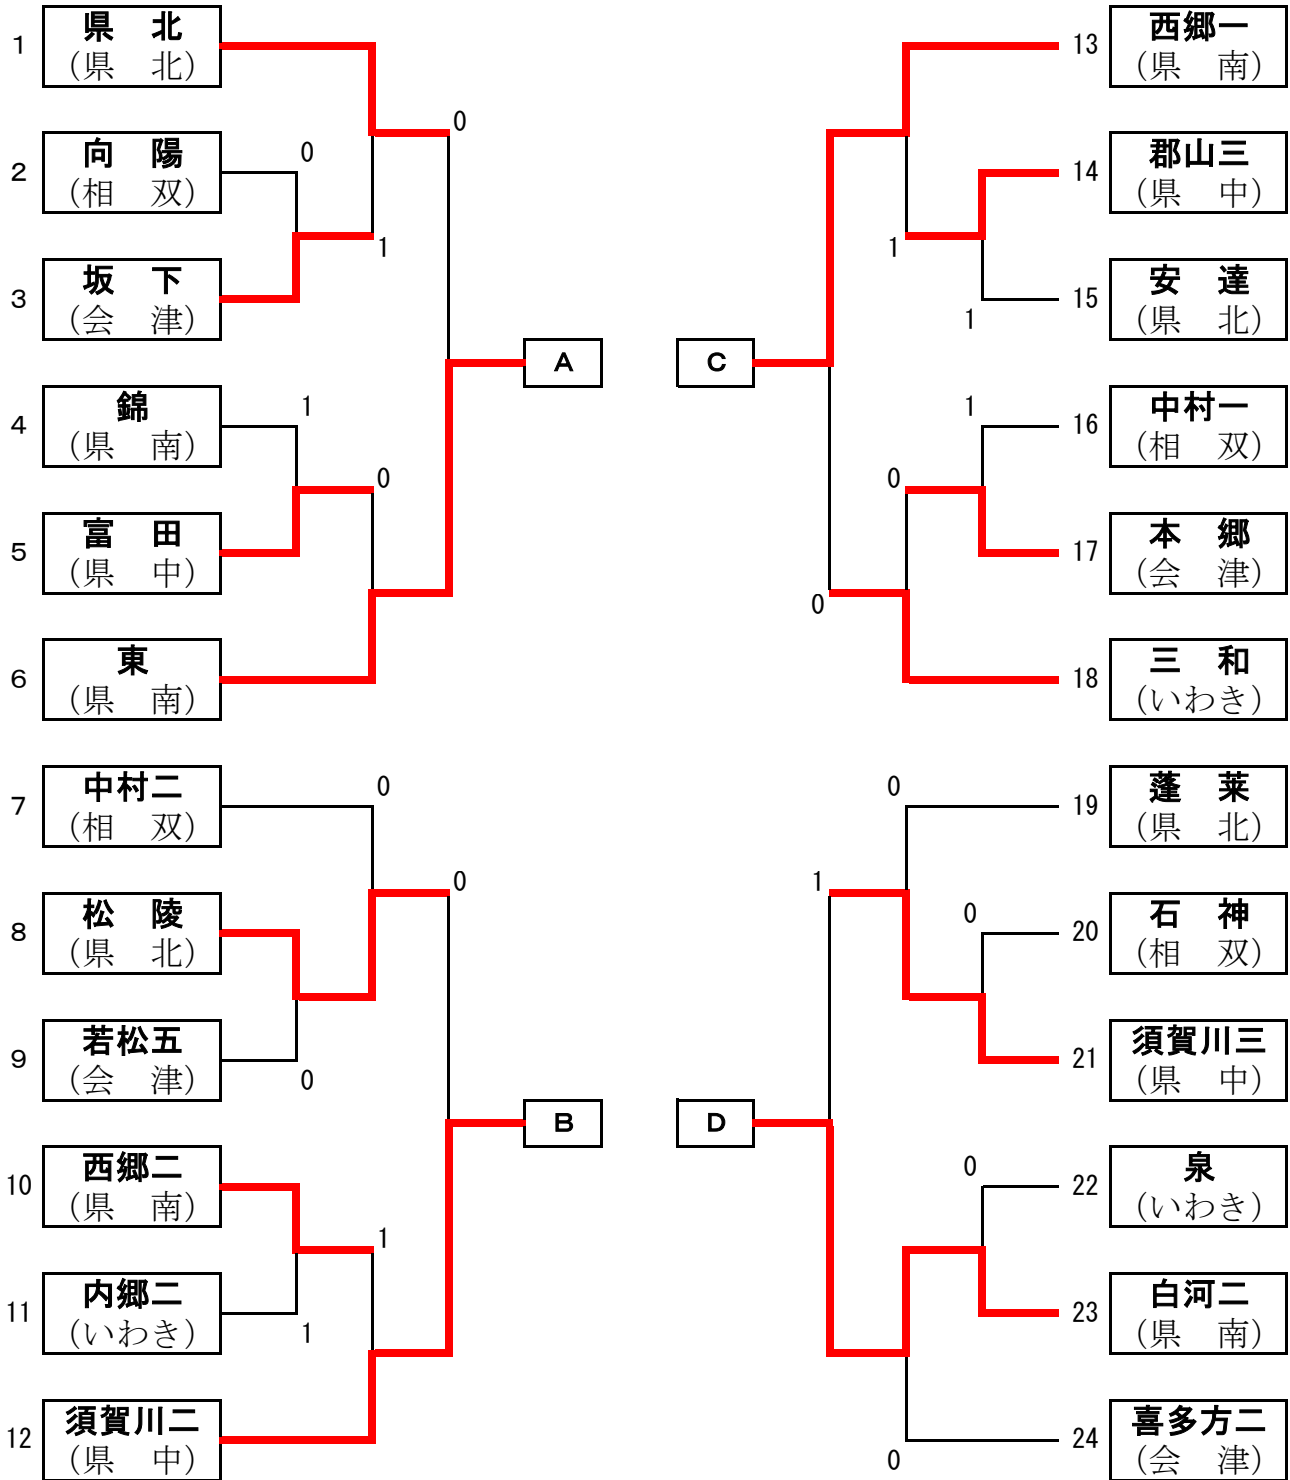 1
県　北
(県　北)
0
2
向　陽
(相　双)
0
1
3
坂　下
(会　津)
A
4
錦
(県　南)
1
0
5
富　田
(県　中)
6
東
(県　南)
7
中村二
(相　双)
0
0
8
松　陵
(県　北)
9
若松五
(会　津)
0
B
10
西郷二
(県　南)
1
11
内郷二
(いわき)
1
12
須賀川二
(県　中)
13
西郷一
(県　南)
14
郡山三
(県　中)
1
15
安　達
(県　北)
1
C
16
中村一
(相　双)
1
0
17
本　郷
(会　津)
0
18
三　和
(いわき)
19
蓬　莱
(県　北)
0
1
20
石　神
(相　双)
0
21
須賀川三
(県　中)
D
22
泉
(いわき)
0
23
白河二
(県　南)
24
喜多方二
(会　津)
0